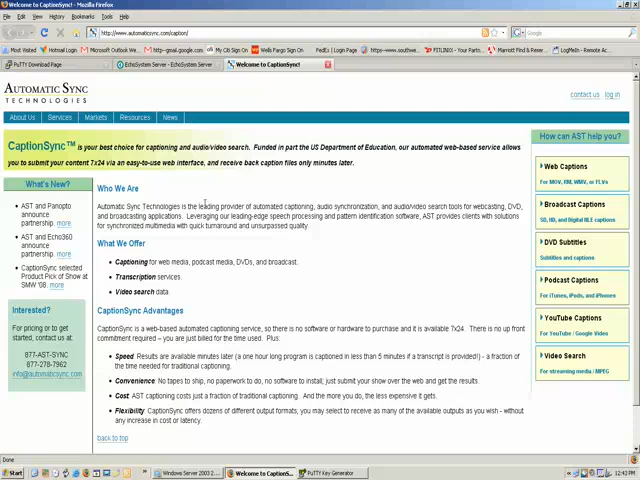 Welcome to CaptionSync! - Mozilla Firefox
File Edit View History Bookmarks Tools Help
http://www.automaticsync.com/caption/
Google
Most Visited Hotmail Login Microsoft Outlook We... http--gmail.google.com My Citi Sign On Wells Fargo Sign On FedEx | Login Page https--www.southwe... FITLINXX - Your Partn... Marriott Find & Reser... LogMeIn - Remote Ac...
PuTTY Download Page EchoSystem Server - EchoSystem Server Welcome to CaptionSync!
AUTOMATIC SYNC
TECHNOLOGIES
contact us log in
About Us Services Markets Resources News
CaptionSync™ is your best choice for captioning and audio/video search. Funded in part the US Department of Education, our automated web-based service allows
you to submit your content 7x24 via an easy-to-use web interface, and receive back caption files only minutes later.
What's New?
AST and Panopto
announce
partnership. more
AST and Echo360
announce
partnership. more
CaptionSync selected
Product Pick of Show at
SMW '08. more
Interested?
For pricing or to get
started, contact us at:
877-AST-SYNC
877-278-7962
info@automaticsync.com
Who We Are
Automatic Sync Technologies is the leading provider of automated captioning, audio synchronization, and audio/video search tools for webcasting, DVD,
and broadcasting applications. Leveraging our leading-edge speech processing and pattern identification software, AST provides clients with solutions
for synchronized multimedia with quick turnaround and unsurpassed quality.
What We Offer
Captioning for web media, podcast media, DVDs, and broadcast.
Transcription services.
Video search data.
CaptionSync Advantages
CaptionSync is a web-based automated captioning service, so there is no software or hardware to purchase and it is available 7x24. There is no up front
commitment required – you are just billed for the time used. Plus:
Speed: Results are available minutes later (a one hour long program is captioned in less than 5 minutes if a transcript is provided!) - a fraction of
the time needed for traditional captioning.
Convenience: No tapes to ship, no paperwork to do, no software to install; just submit your show over the web and get the results.
Cost: AST captioning costs just a fraction of traditional captioning. And the more you do, the less expensive it gets.
Flexibility: CaptionSync offers dozens of different output formats, you may select to receive as many of the available outputs as you wish - without
any increase in cost or latency.
back to top
How can AST help you?
Web Captions
For MOV, RM, WMV, or FLVs
Broadcast Captions
SD, HD, and Digital NLE captions
DVD Subtitles
Subtitles and captions
Podcast Captions
For iTunes, iPods, and iPhones
YouTube Captions
For YouTube / Google Video
Video Search
For streaming media / MPEG
Done
Start Windows Server 2003 2... Welcome to CaptionS... PuTTY Key Generator 12:42 PM